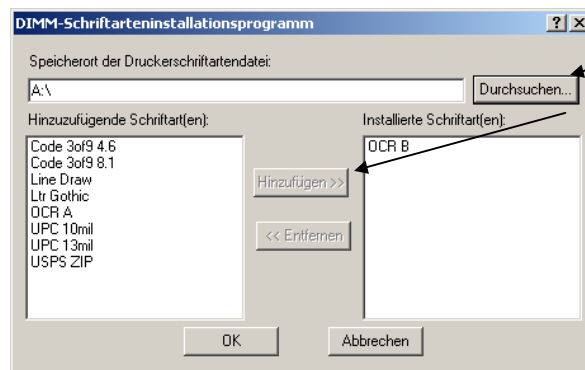 DIMM-Schriftarteninstallationsprogramm
Speicherort der Druckerschriftartendatei:
A:\
Durchsuchen...
Hinzuzufügende Schriftart(en):
Installierte Schriftart(en):
Code 3of9 4.6
Code 3of9 8.1
Line Draw
Ltr Gothic
OCR A
UPC 10mil
UPC 13mil
USPS ZIP
Hinzufügen >>
<< Entfernen
OCR B
OK
Abbrechen